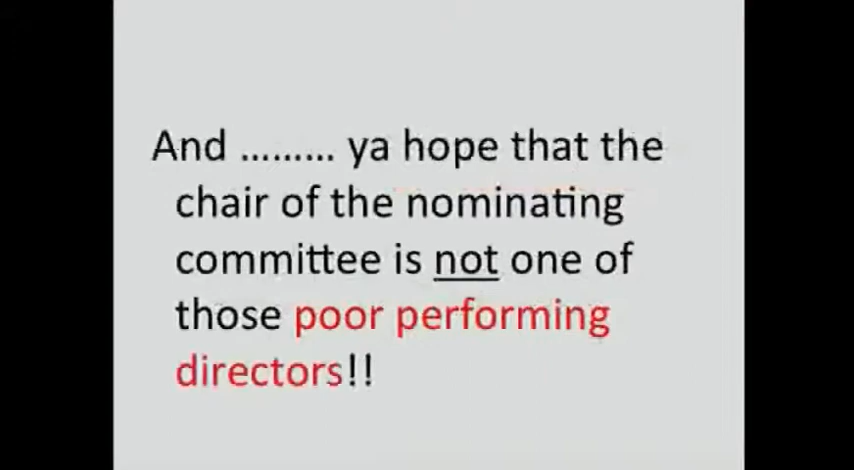 And ......... ya hope that the
chair of the nominating
committee is not one of
those poor performing
directors!!